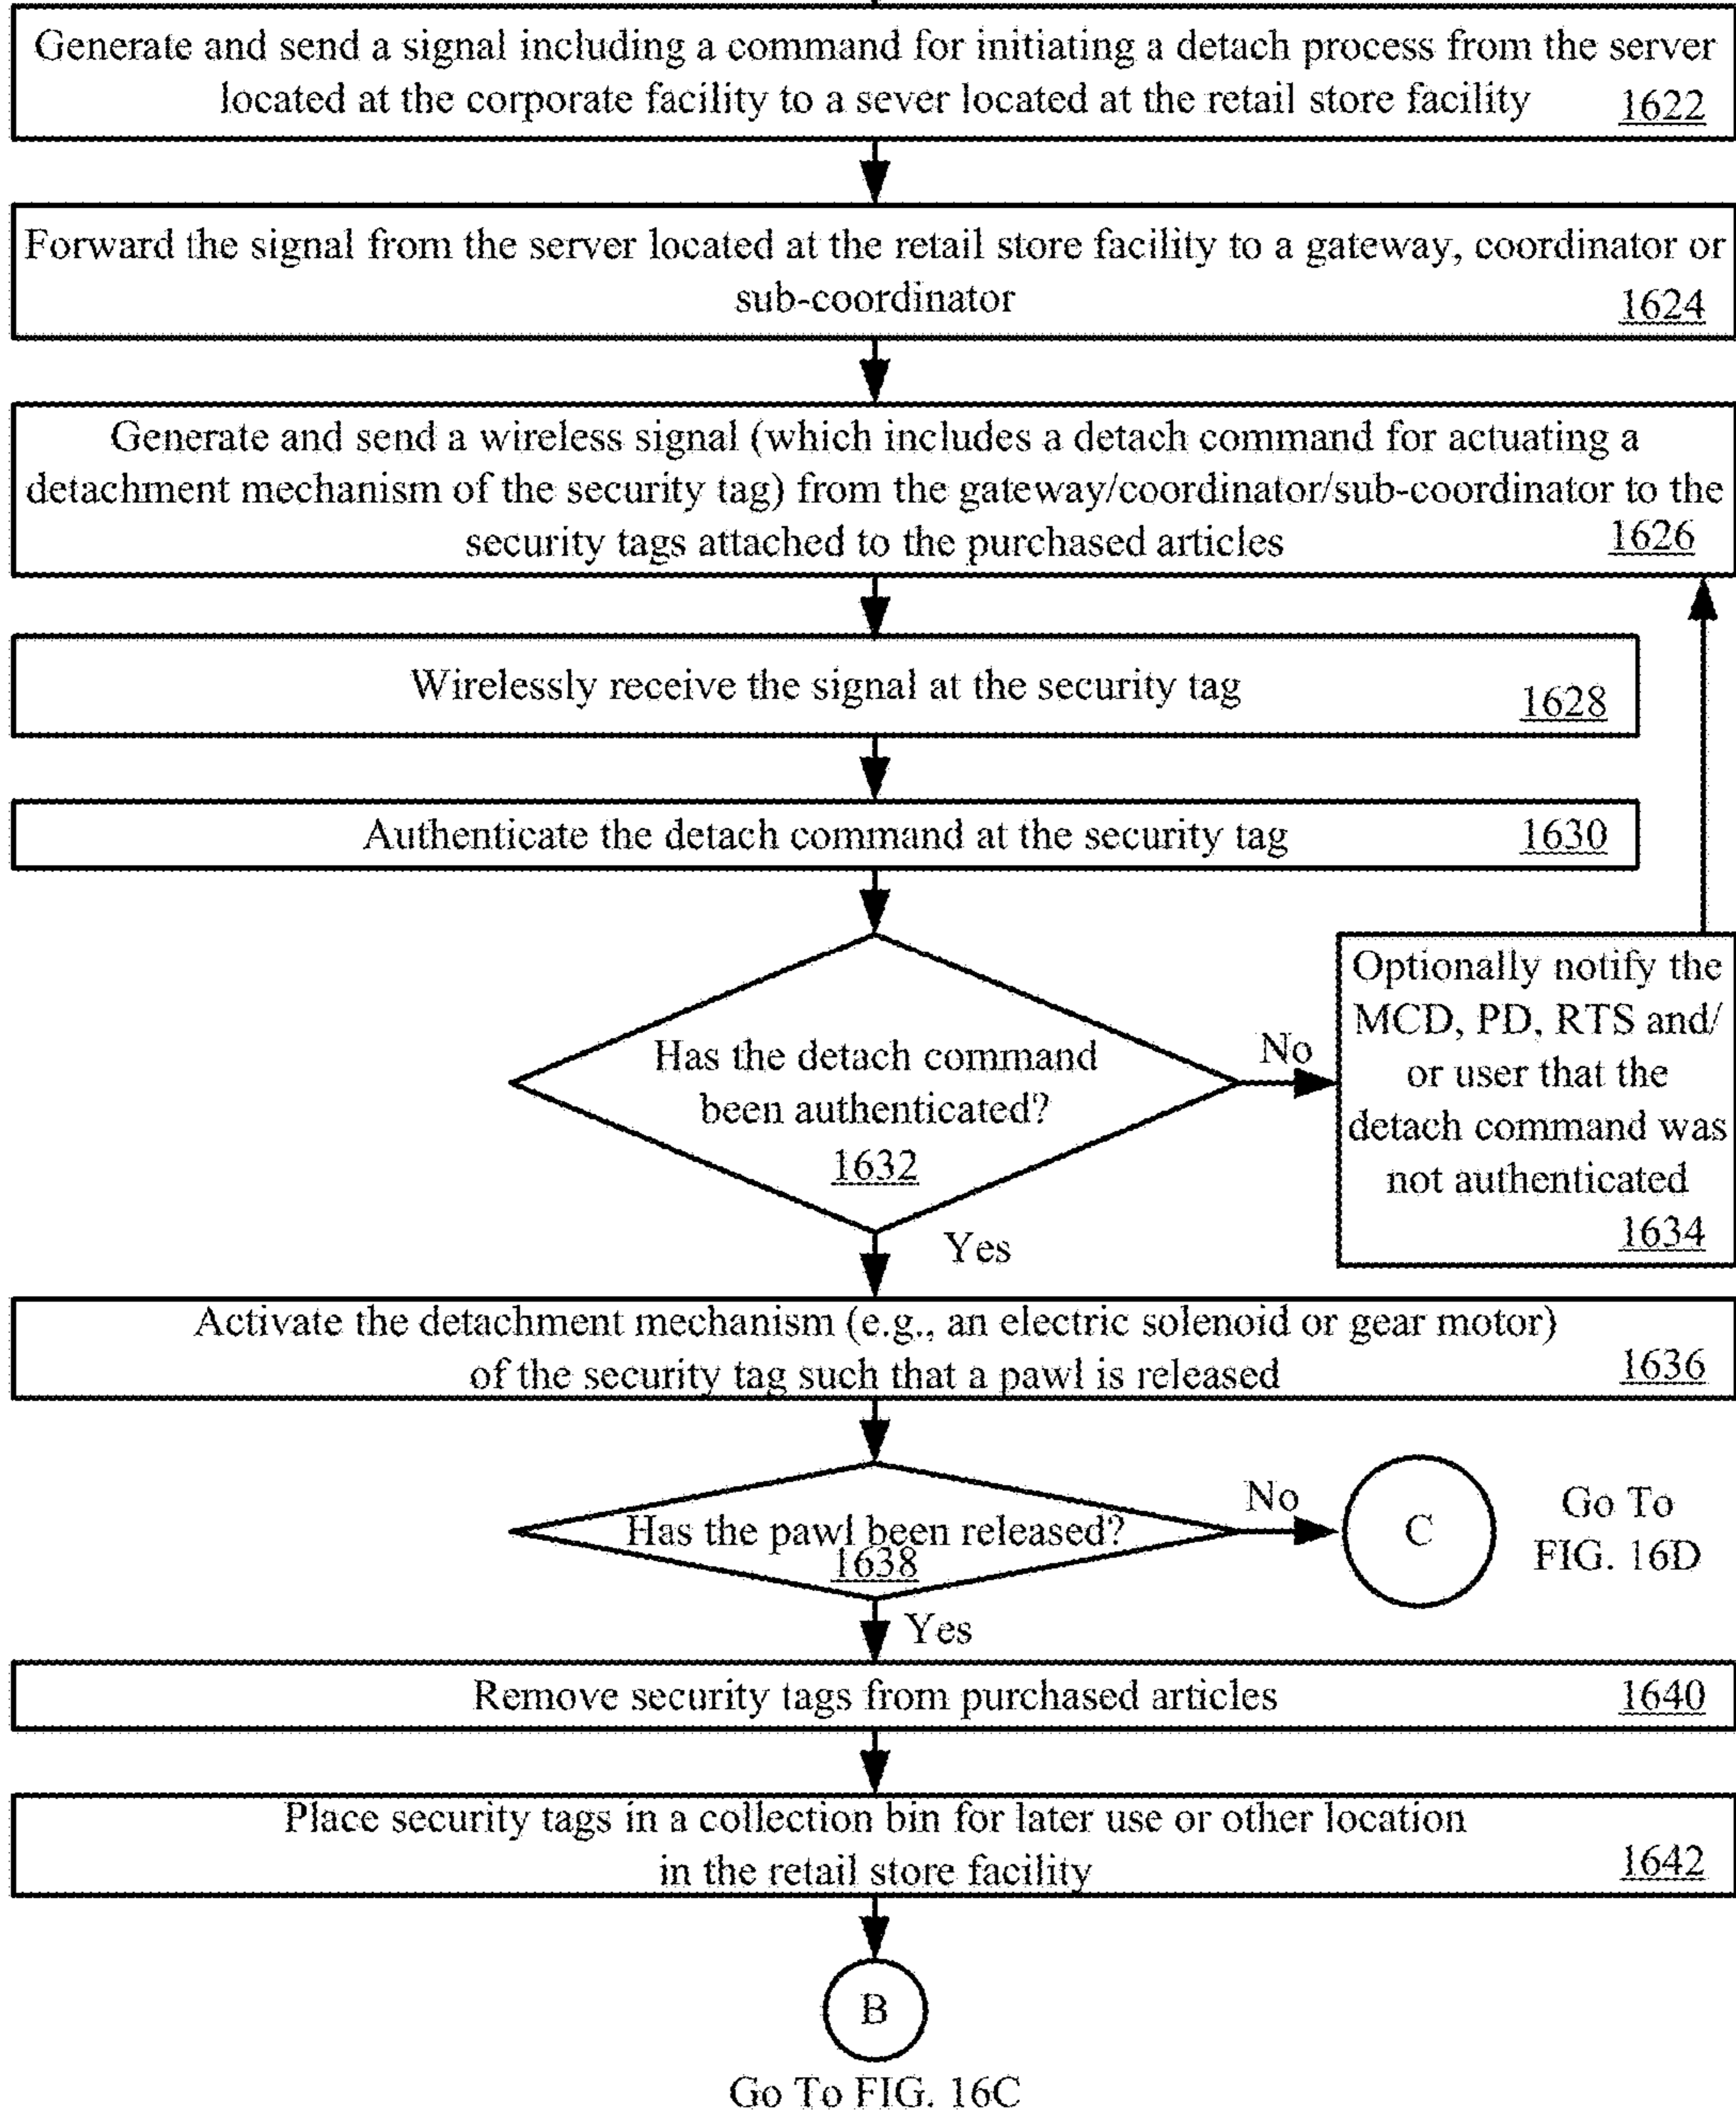 Generate and send a signal including a command for initiating a detach process from the server
located at the corporate facility to a sever located at the retail store facility 1622
Forward the signal from the server located at the retail store facility to a gateway, coordinator or
sub-coordinator 1624
Generate and send a wireless signal (which includes a detach command for actuating a
detachment mechanism of the security tag) from the gateway/coordinator/sub-coordinator to the
security tags attached to the purchased articles 1626
Wirelessly receive the signal at the security tag 1628
Authenticate the detach command at the security tag 1630
Has the detach command
been authenticated?
1632
No
Optionally notify the
MCD, PD, RTS and/
or user that the
detach command was
not authenticated
1634
Yes
Activate the detachment mechanism (e.g., an electric solenoid or gear motor)
of the security tag such that a pawl is released 1636
Has the pawl been released?
1638
No
C
Go To
FIG. 16D
Yes
Remove security tags from purchased articles 1640
Place security tags in a collection bin for later use or other location
in the retail store facility 1642
B
Go To FIG. 16C